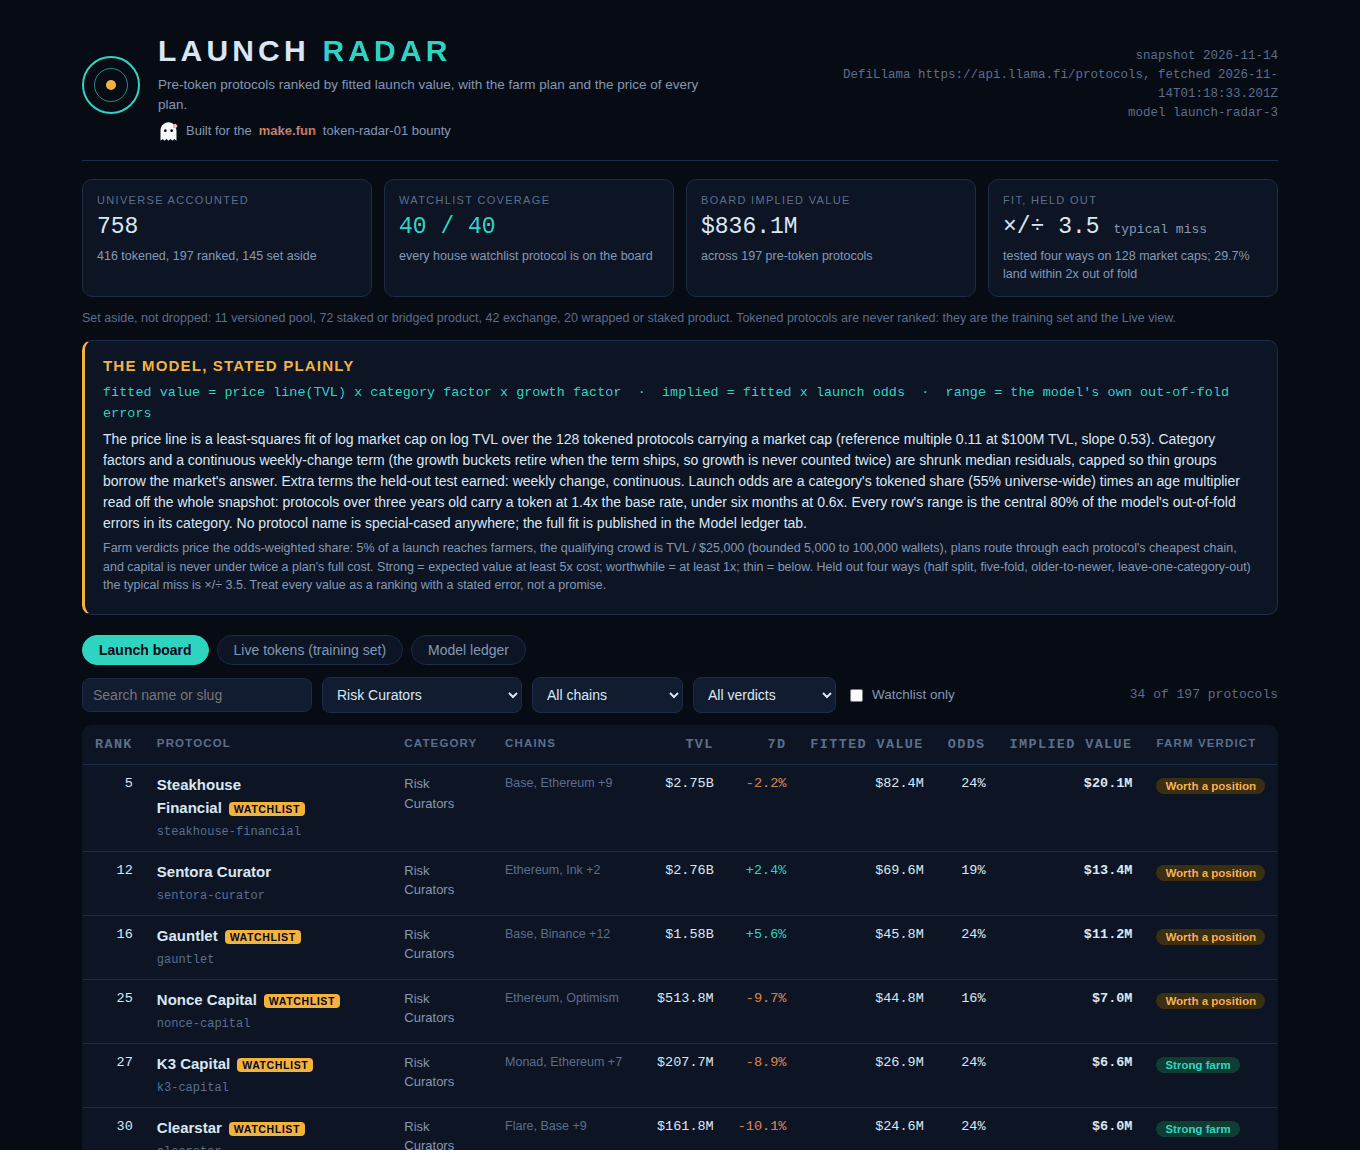 LAUNCH RADAR
Pre-token protocols ranked by fitted launch value, with the farm plan and the price of every
plan.
Built for the make.fun token-radar-01 bounty
snapshot 2026-11-14
DefiLlama https://api.llama.fi/protocols, fetched 2026-11-
14T01:18:33.201Z
model launch-radar-3
UNIVERSE ACCOUNTED
758
416 tokened, 197 ranked, 145 set aside
WATCHLIST COVERAGE
40 / 40
every house watchlist protocol is on the board
BOARD IMPLIED VALUE
$836.1M
across 197 pre-token protocols
FIT, HELD OUT
×/÷ 3.5 typical miss
tested four ways on 128 market caps; 29.7%
land within 2x out of fold
Set aside, not dropped: 11 versioned pool, 72 staked or bridged product, 42 exchange, 20 wrapped or staked product. Tokened protocols are never ranked: they are the training set and the Live view.
THE MODEL, STATED PLAINLY
fitted value = price line(TVL) x category factor x growth factor · implied = fitted x launch odds · range = the model's own out-of-fold
errors
The price line is a least-squares fit of log market cap on log TVL over the 128 tokened protocols carrying a market cap (reference multiple 0.11 at $100M TVL, slope 0.53). Category
factors and a continuous weekly-change term (the growth buckets retire when the term ships, so growth is never counted twice) are shrunk median residuals, capped so thin groups
borrow the market's answer. Extra terms the held-out test earned: weekly change, continuous. Launch odds are a category's tokened share (55% universe-wide) times an age multiplier
read off the whole snapshot: protocols over three years old carry a token at 1.4x the base rate, under six months at 0.6x. Every row's range is the central 80% of the model's out-of-fold
errors in its category. No protocol name is special-cased anywhere; the full fit is published in the Model ledger tab.
Farm verdicts price the odds-weighted share: 5% of a launch reaches farmers, the qualifying crowd is TVL / $25,000 (bounded 5,000 to 100,000 wallets), plans route through each protocol's cheapest chain,
and capital is never under twice a plan's full cost. Strong = expected value at least 5x cost; worthwhile = at least 1x; thin = below. Held out four ways (half split, five-fold, older-to-newer, leave-one-category-out)
the typical miss is ×/÷ 3.5. Treat every value as a ranking with a stated error, not a promise.
Launch board Live tokens (training set) Model ledger
Search name or slug Risk Curators All chains All verdicts Watchlist only 34 of 197 protocols
RANK PROTOCOL CATEGORY CHAINS TVL 7D FITTED VALUE ODDS IMPLIED VALUE FARM VERDICT
5 Steakhouse Financial WATCHLIST steakhouse-financial Risk Curators Base, Ethereum +9 $2.75B -2.2% $82.4M 24% $20.1M Worth a position
12 Sentora Curator sentora-curator Risk Curators Ethereum, Ink +2 $2.76B +2.4% $69.6M 19% $13.4M Worth a position
16 Gauntlet WATCHLIST gauntlet Risk Curators Base, Binance +12 $1.58B +5.6% $45.8M 24% $11.2M Worth a position
25 Nonce Capital WATCHLIST nonce-capital Risk Curators Ethereum, Optimism $513.8M -9.7% $44.8M 16% $7.0M Worth a position
27 K3 Capital WATCHLIST k3-capital Risk Curators Monad, Ethereum +7 $207.7M -8.9% $26.9M 24% $6.6M Strong farm
30 Clearstar WATCHLIST clearstar Risk Curators Flare, Base +9 $161.8M -10.1% $24.6M 24% $6.0M Strong farm